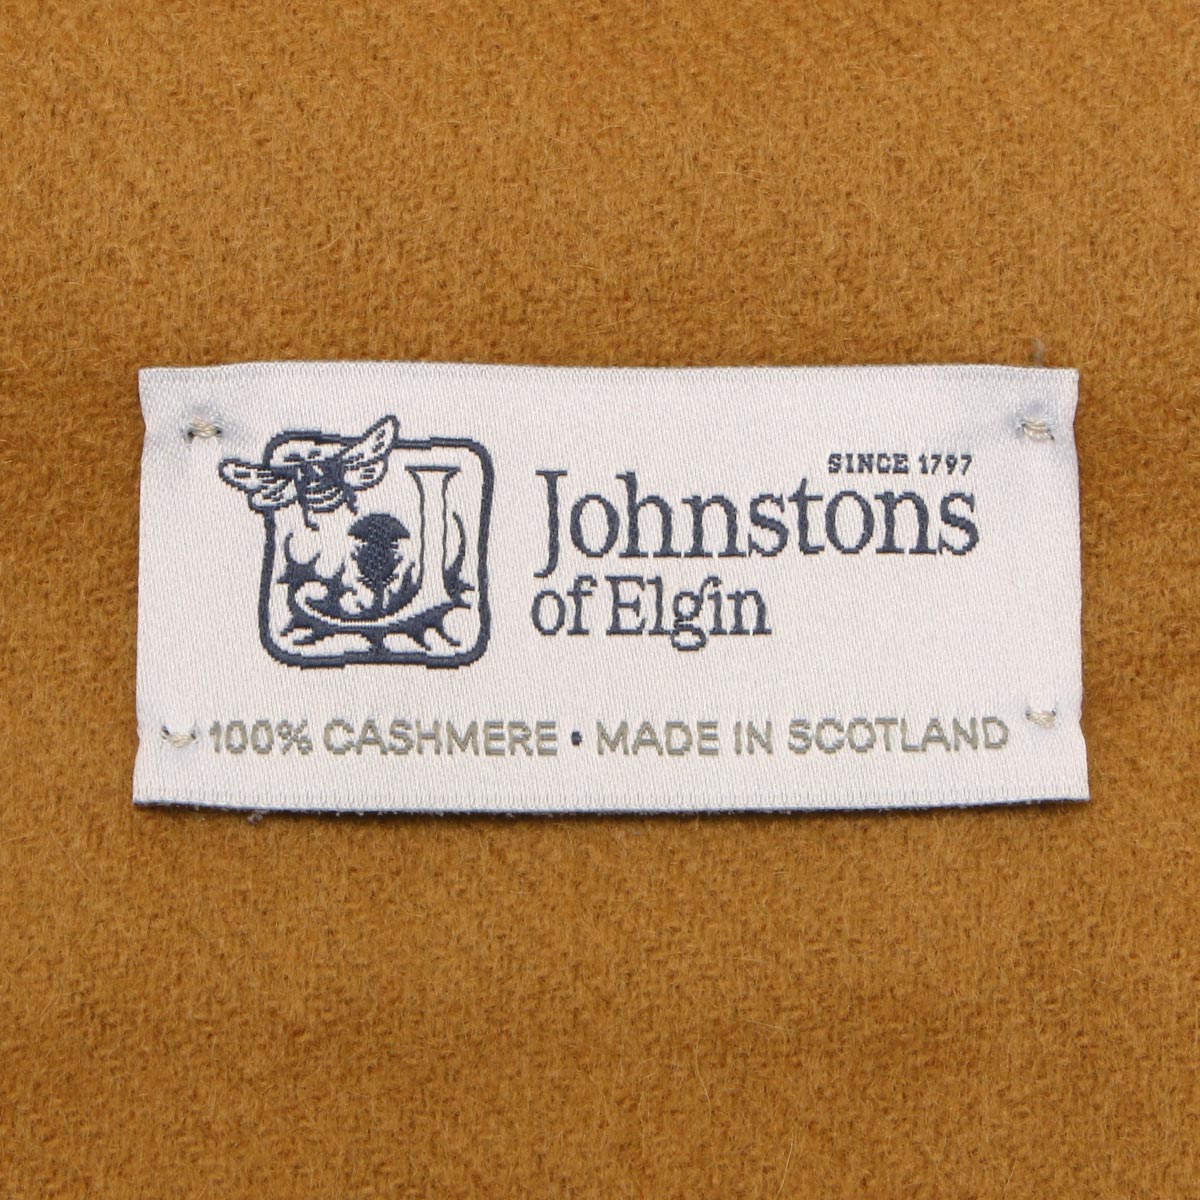 SINCE 1797
Johnstons
of Elgin
100% CASHMERE • MADE IN SCOTLAND